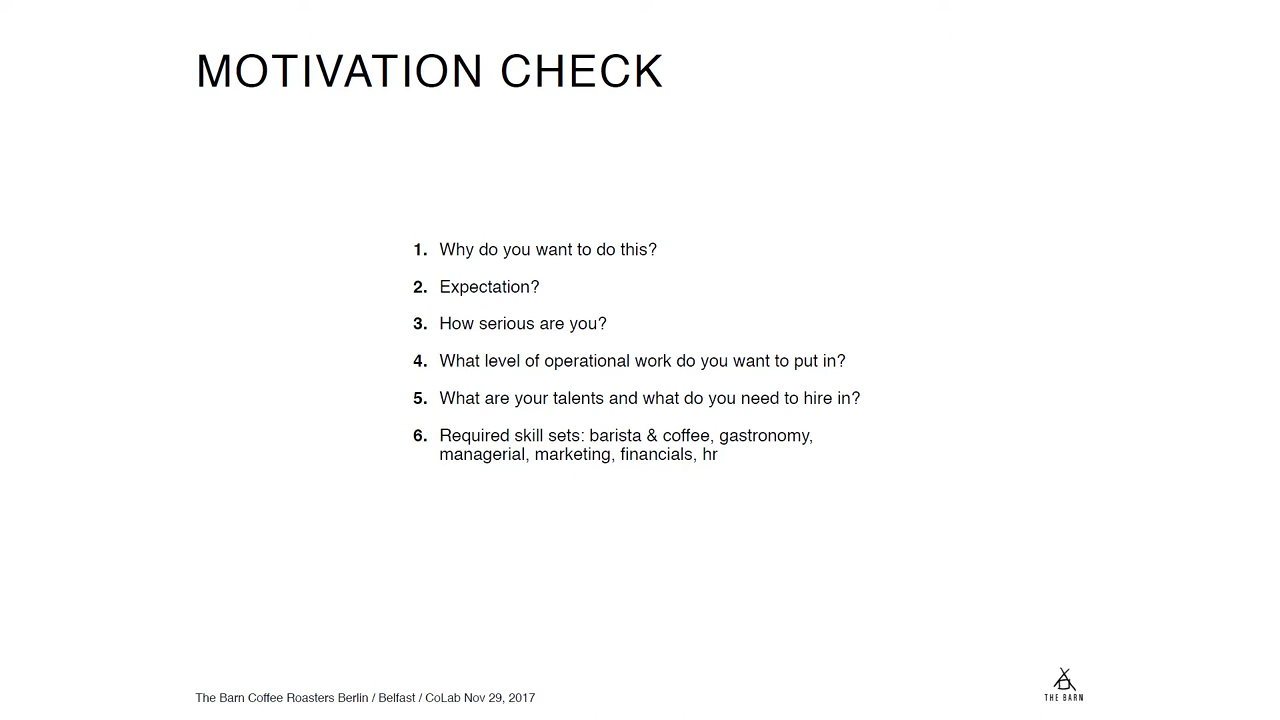 MOTIVATION CHECK
1. Why do you want to do this?
2. Expectation?
3. How serious are you?
4. What level of operational work do you want to put in?
5. What are your talents and what do you need to hire in?
6. Required skill sets: barista & coffee, gastronomy,
managerial, marketing, financials, hr
The Barn Coffee Roasters Berlin / Belfast / CoLab Nov 29, 2017
THE BARN